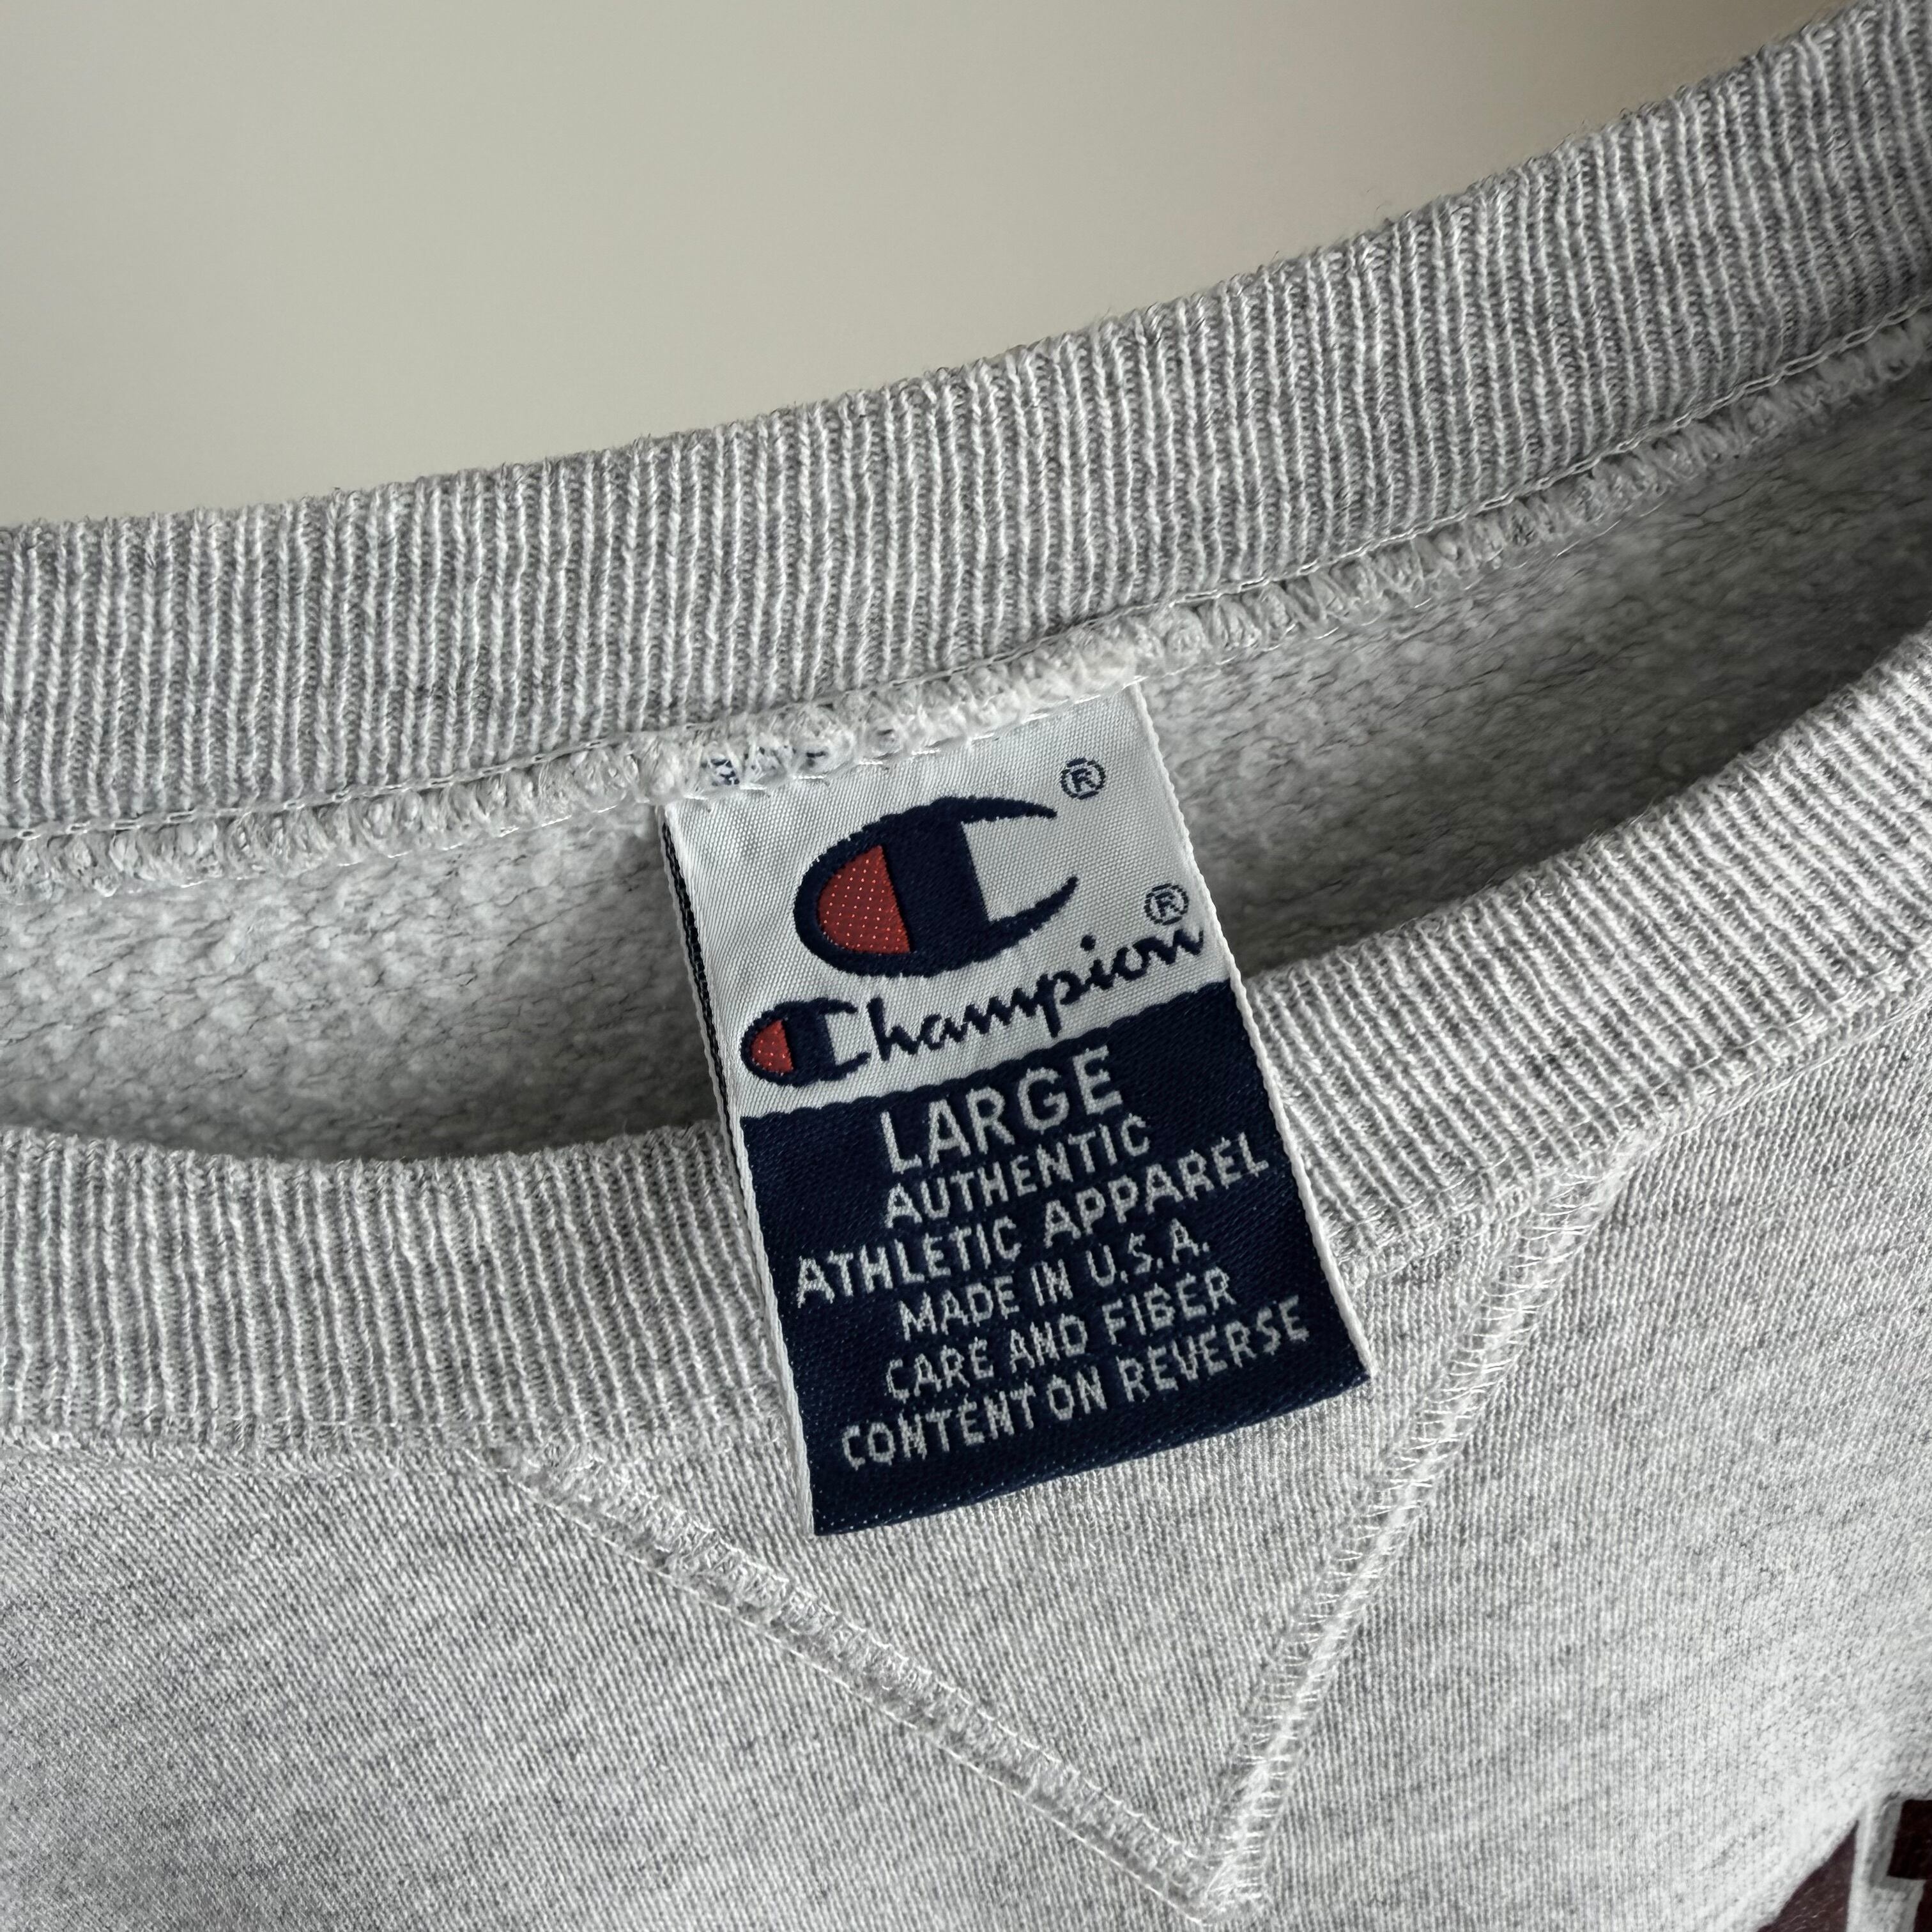 ®
Champion®
LARGE
AUTHENTIC
ATHLETIC APPAREL
MADE IN U.S.A.
CARE AND FIBER
CONTENT ON REVERSE